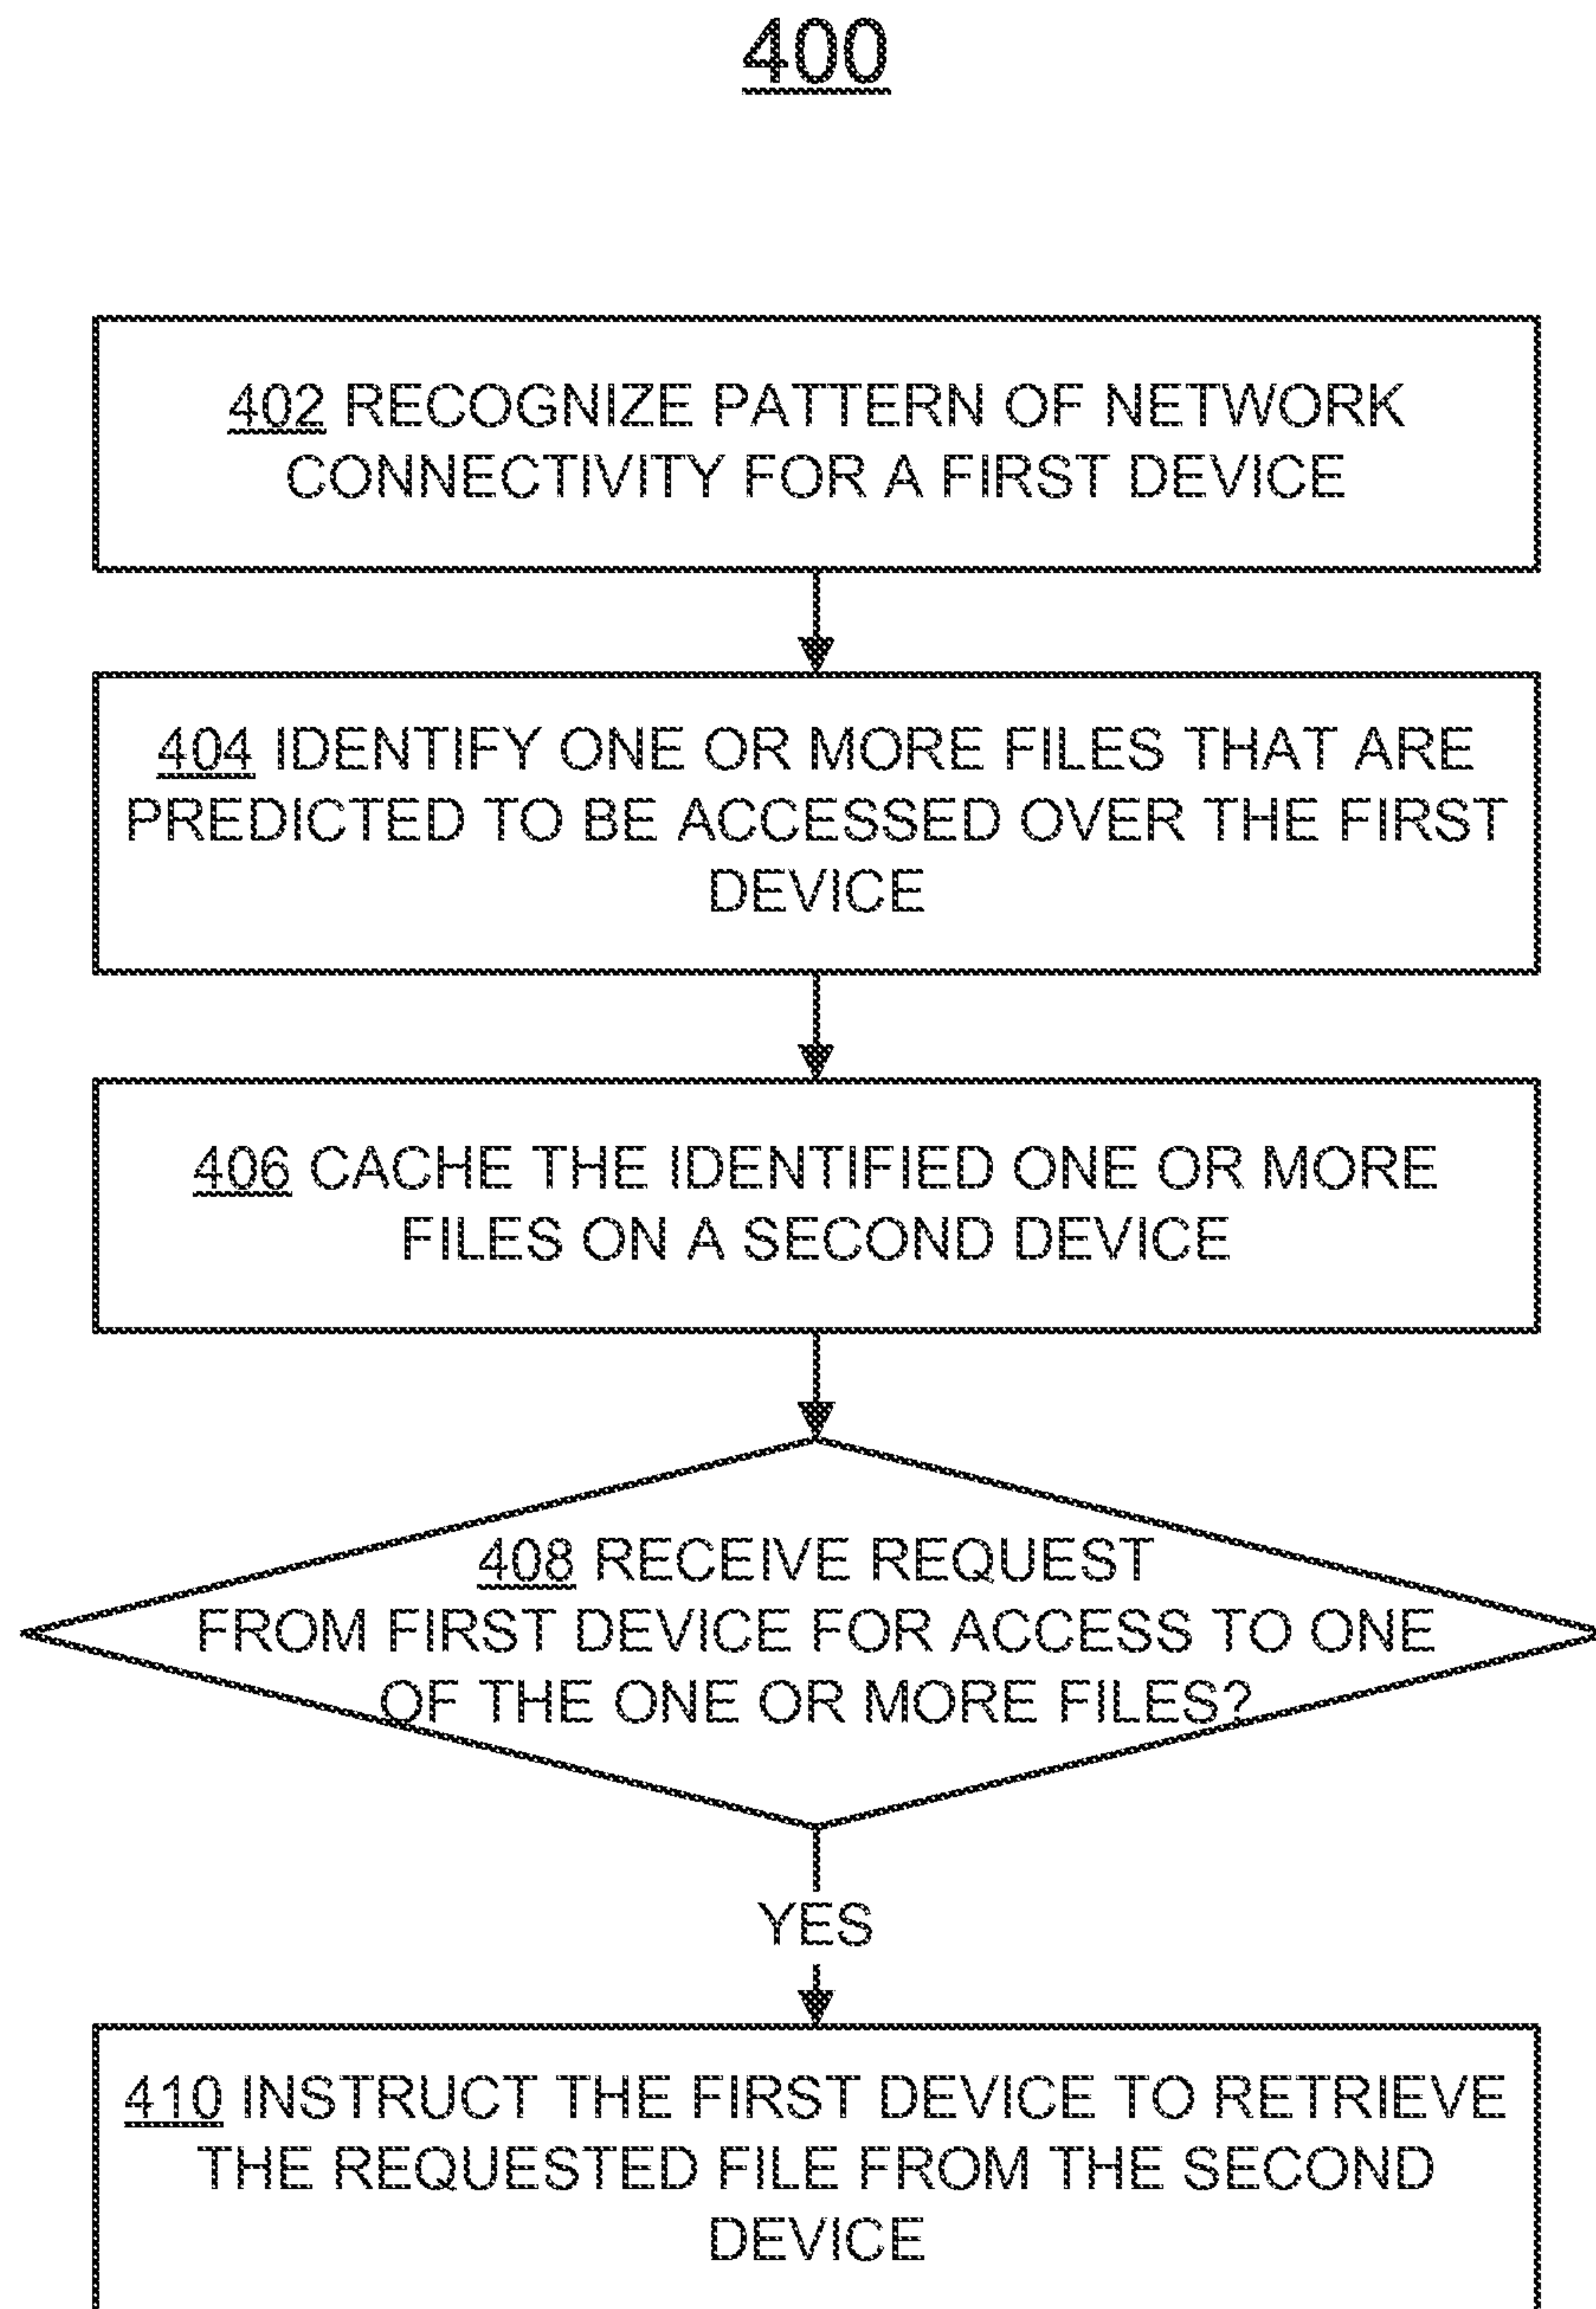 400
402 RECOGNIZE PATTERN OF NETWORK
CONNECTIVITY FOR A FIRST DEVICE
404 IDENTIFY ONE OR MORE FILES THAT ARE
PREDICTED TO BE ACCESSED OVER THE FIRST
DEVICE
406 CACHE THE IDENTIFIED ONE OR MORE
FILES ON A SECOND DEVICE
408 RECEIVE REQUEST
FROM FIRST DEVICE FOR ACCESS TO ONE
OF THE ONE OR MORE FILES?
YES
410 INSTRUCT THE FIRST DEVICE TO RETRIEVE
THE REQUESTED FILE FROM THE SECOND
DEVICE